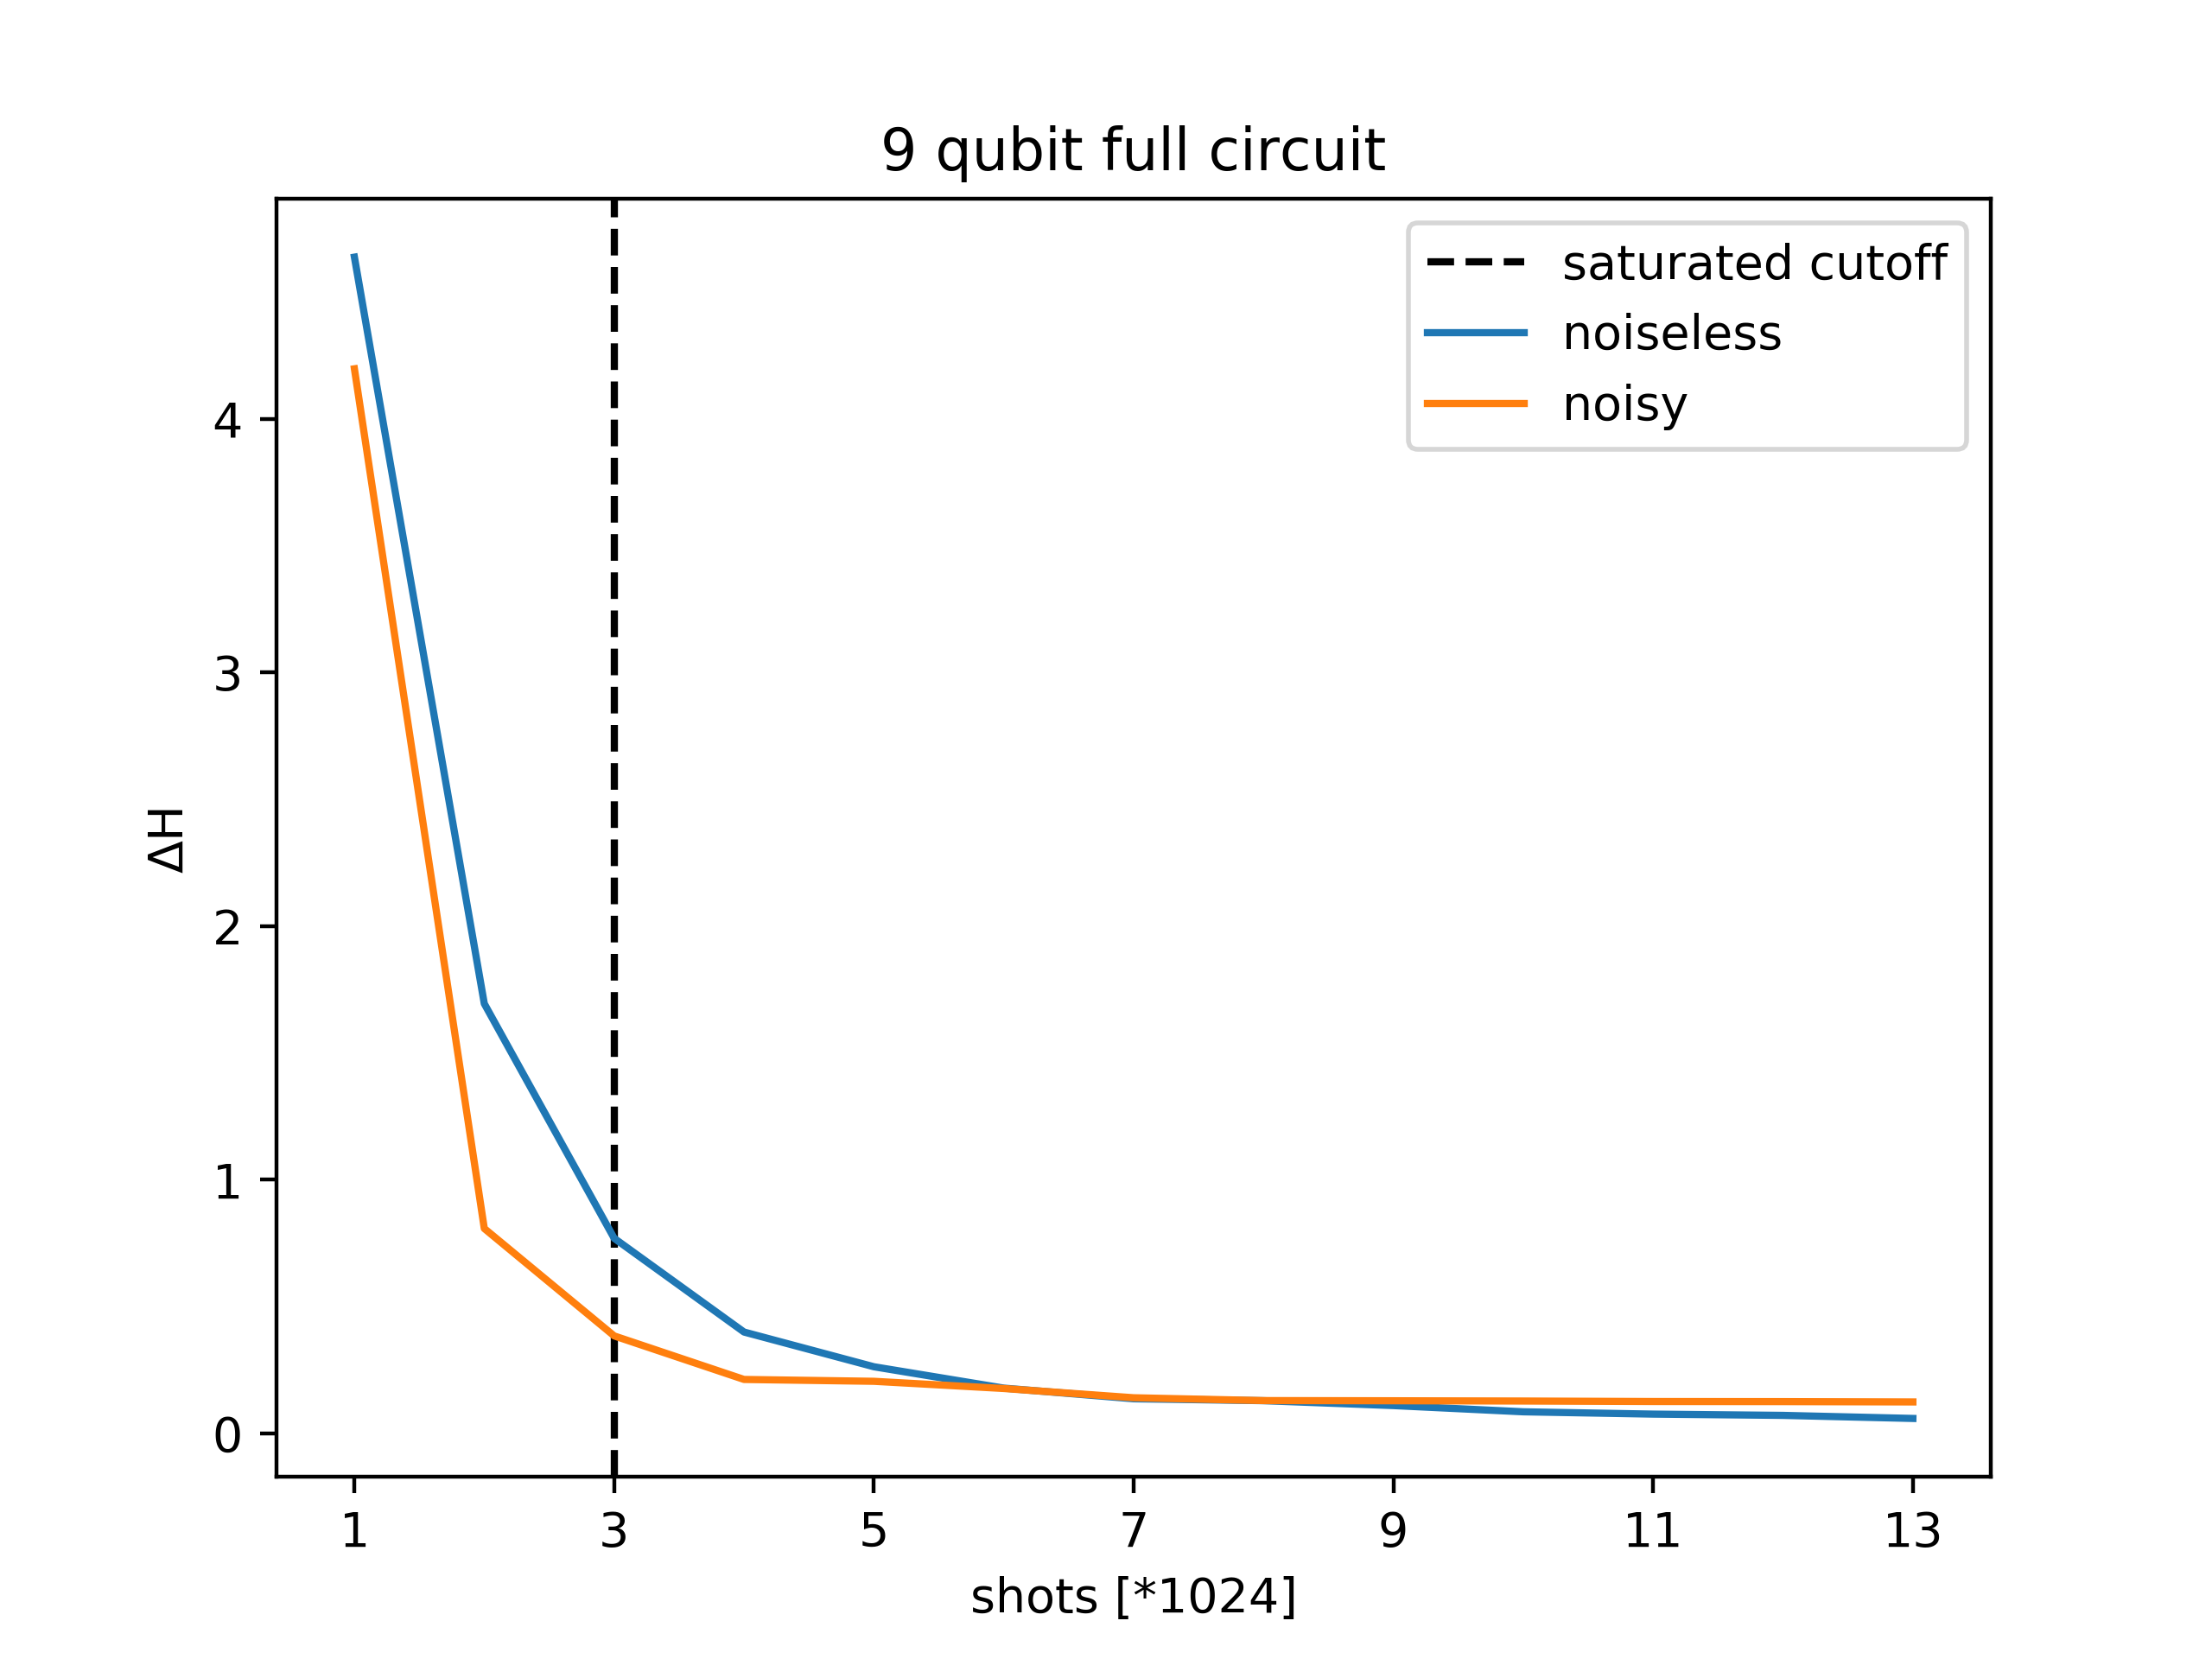 9 qubit full circuit
saturated cutoff
noiseless
noisy
4
3
2
1
0
ΔH
1 3 5 7 9 11 13
shots [*1024]